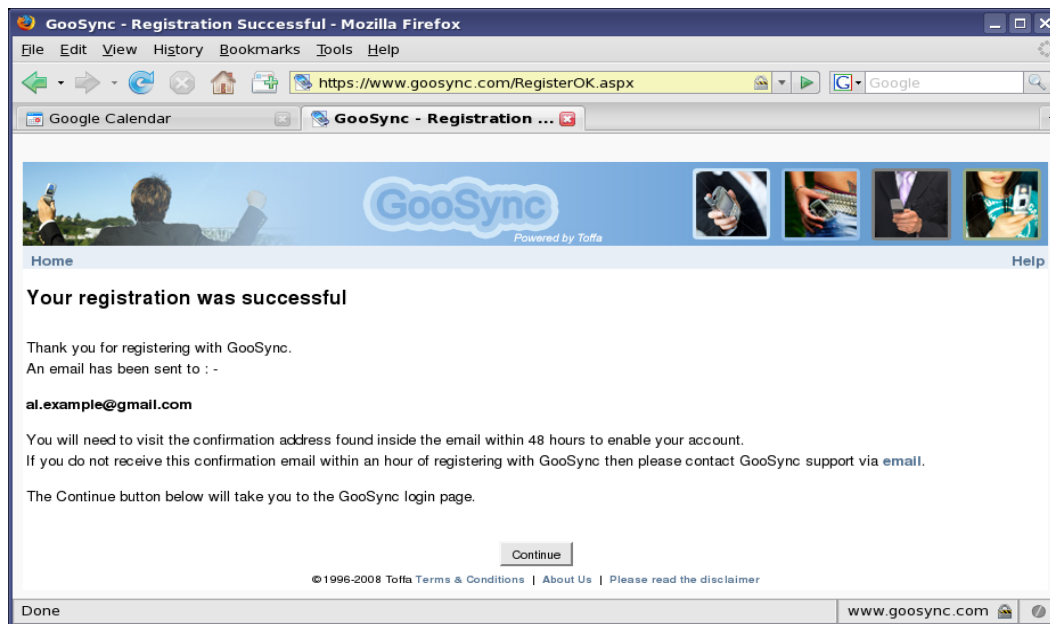 GooSync - Registration Successful - Mozilla Firefox
File Edit View History Bookmarks Tools Help
https://www.goosync.com/RegisterOK.aspx G Google
Google Calendar GooSync - Registration ...
GooSync
Powered by Toffa
Home Help
Your registration was successful
Thank you for registering with GooSync.
An email has been sent to : -
al.example@gmail.com
You will need to visit the confirmation address found inside the email within 48 hours to enable your account.
If you do not receive this confirmation email within an hour of registering with GooSync then please contact GooSync support via email.
The Continue button below will take you to the GooSync login page.
Continue
©1996-2008 Toffa Terms & Conditions | About Us | Please read the disclaimer
Done www.goosync.com